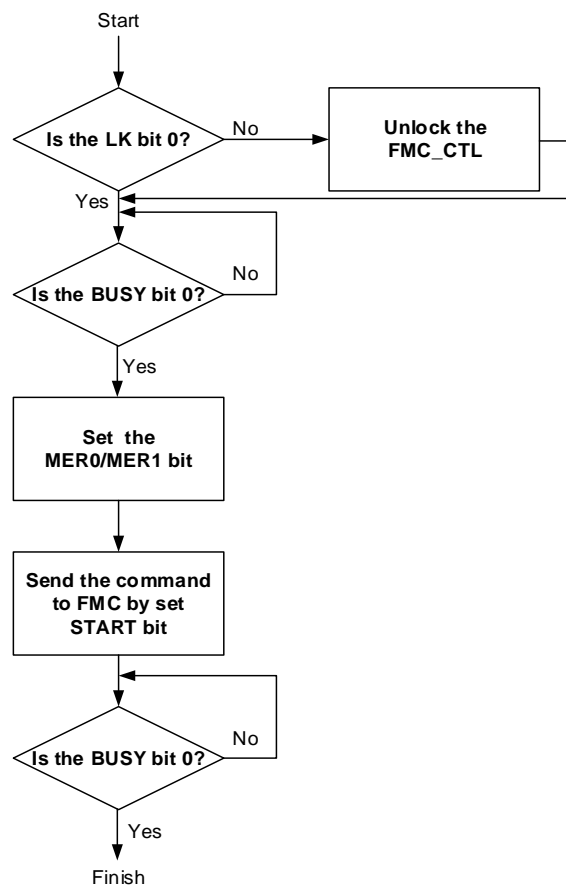 Start
Is the LK bit 0?
No
Unlock the
FMC_CTL
Yes
Is the BUSY bit 0?
No
Yes
Set the
MER0/MER1 bit
Send the command
to FMC by set
START bit
Is the BUSY bit 0?
No
Yes
Finish